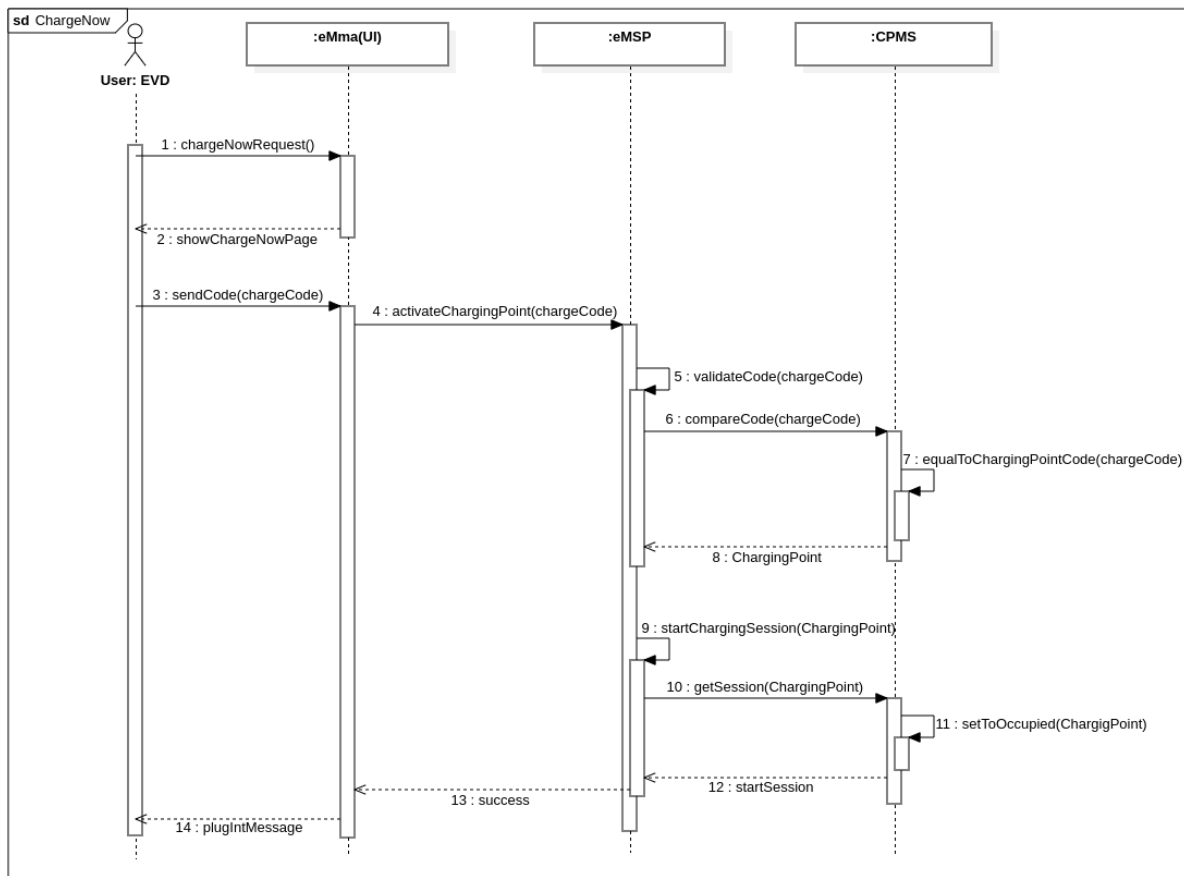 sd ChargeNow
:eMma(UI)
:eMSP
:CPMS
User: EVD
1 : chargeNowRequest()
2 : showChargeNowPage
3 : sendCode(chargeCode)
4 : activateChargingPoint(chargeCode)
5 : validateCode(chargeCode)
6 : compareCode(chargeCode)
7 : equalToChargingPointCode(chargeCode)
8 : ChargingPoint
9 : startChargingSession(ChargingPoint)
10 : getSession(ChargingPoint)
11 : setToOccupied(ChargigPoint)
12 : startSession
13 : success
14 : plugIntMessage